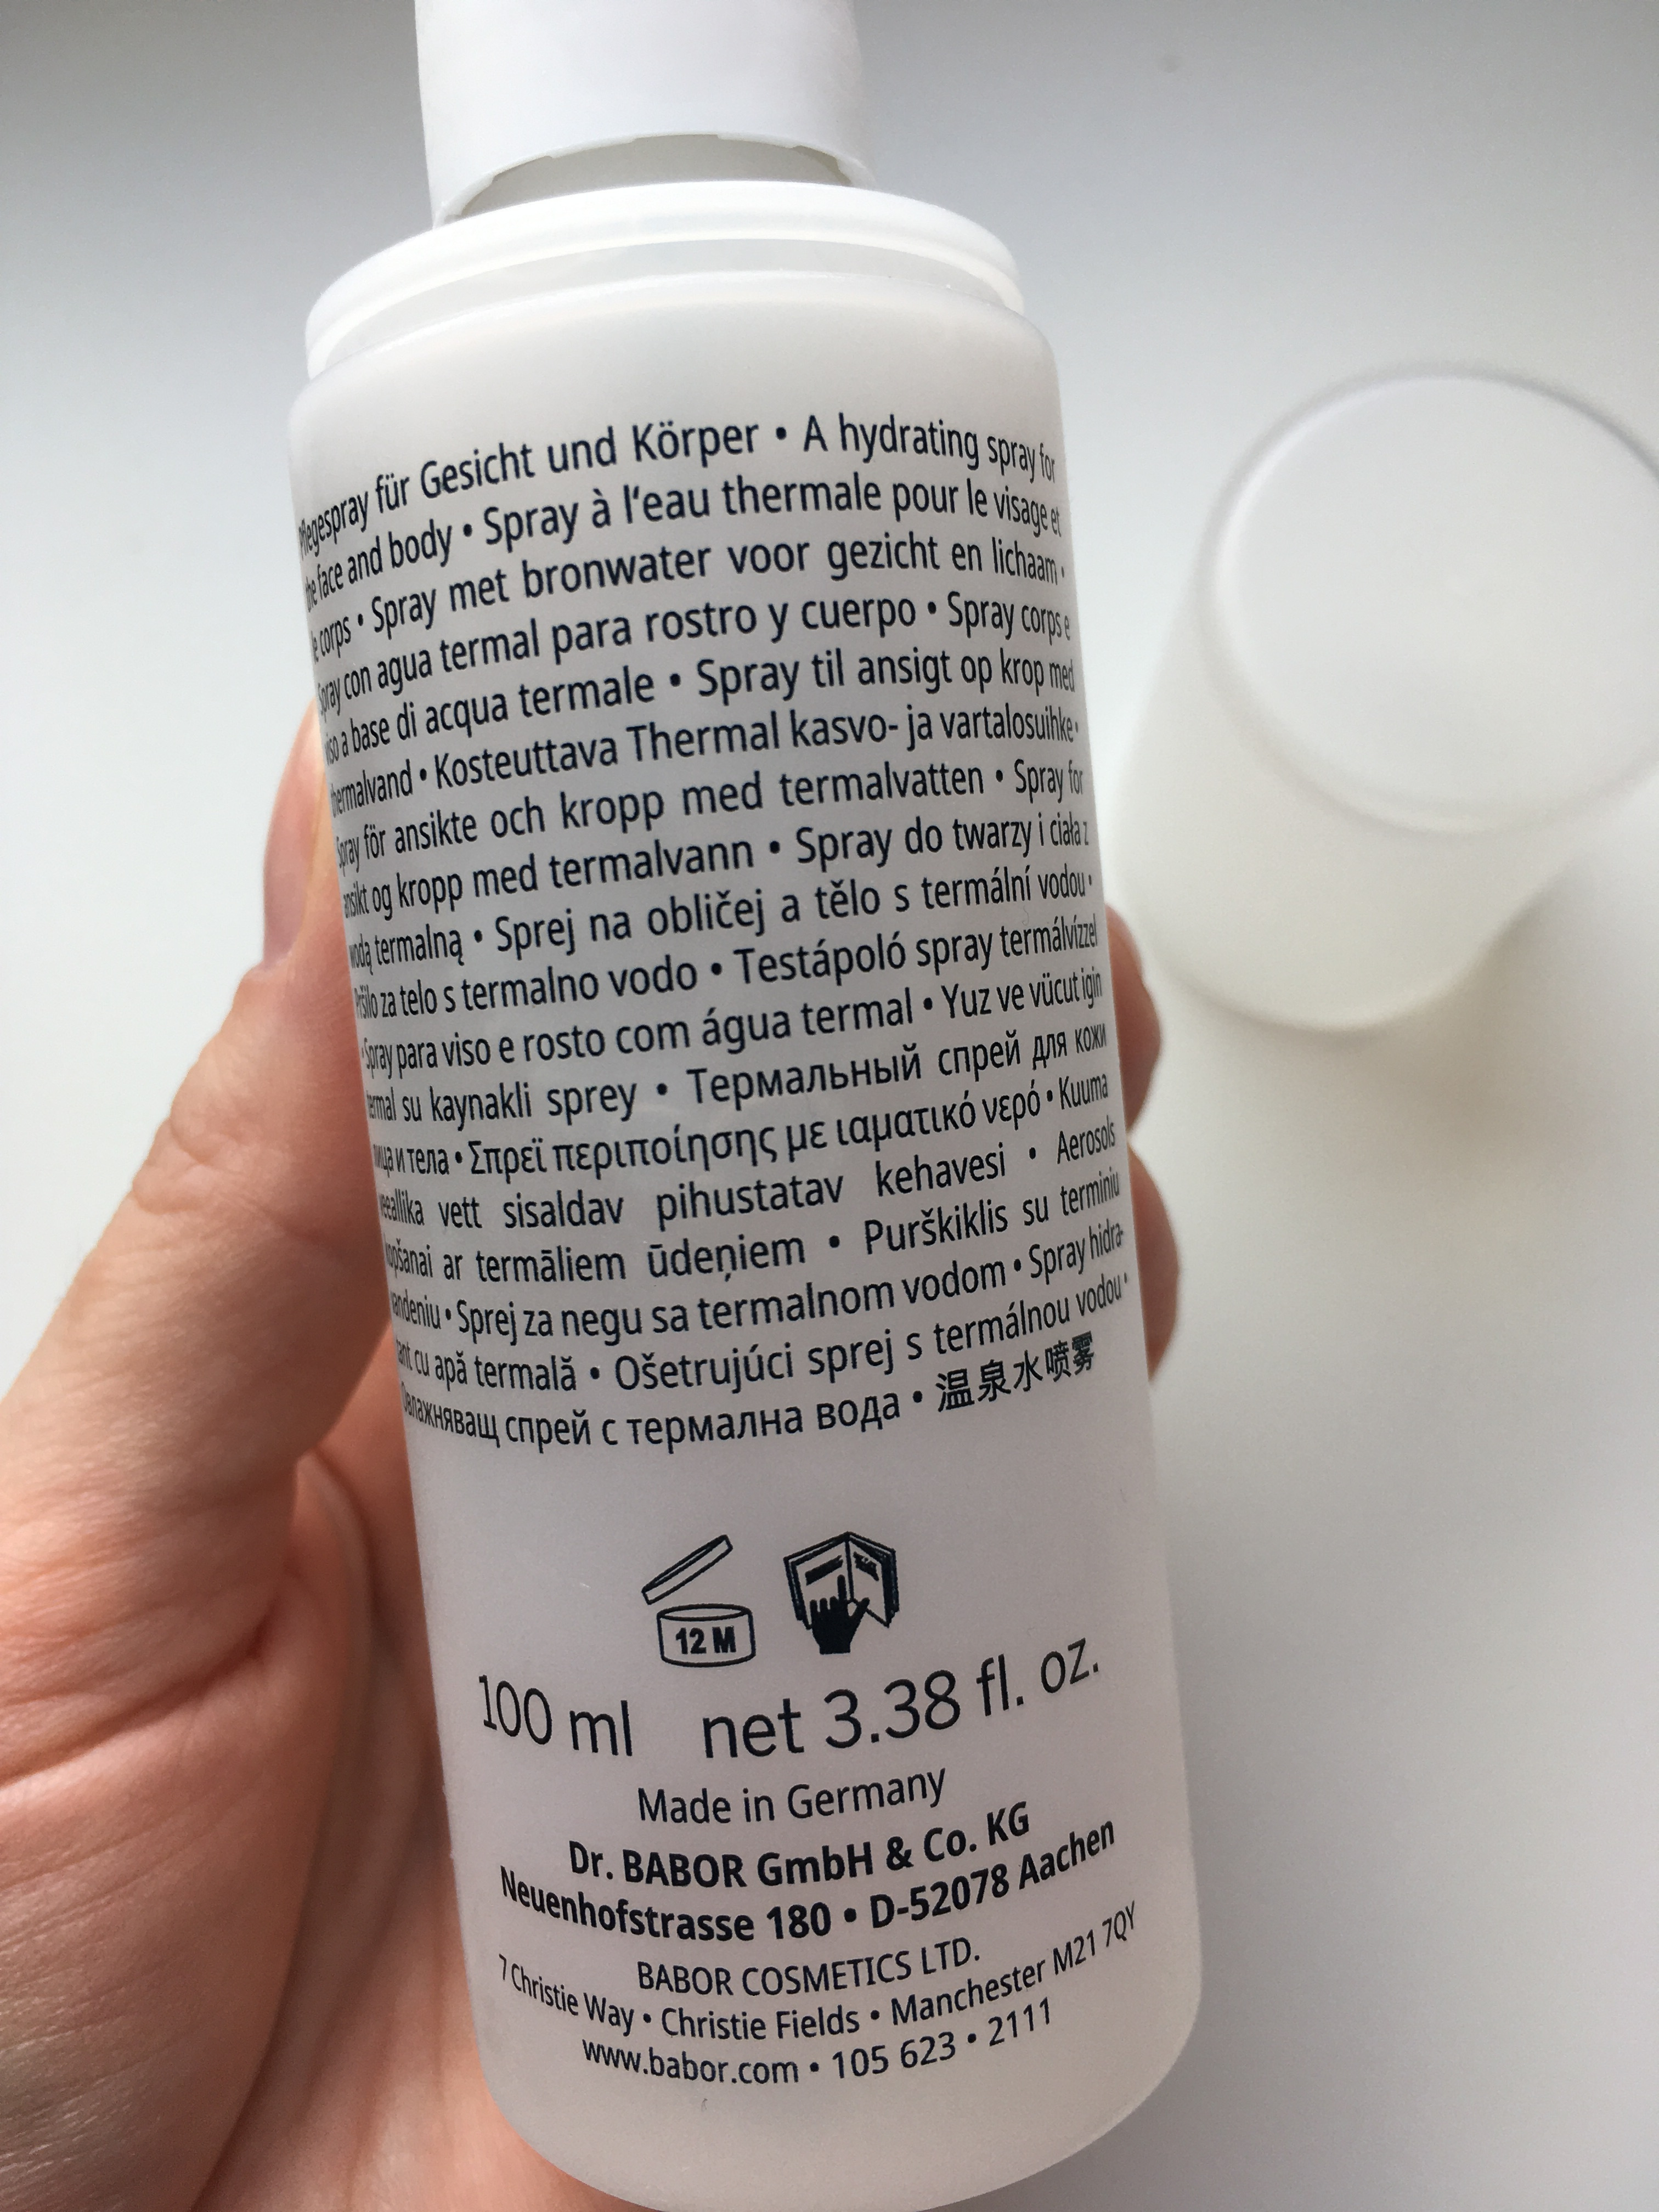 Pflegespray für Gesicht und Körper • A hydrating spray for
the face and body • Spray à l‘eau thermale pour le visage et
le corps • Spray met bronwater voor gezicht en lichaam •
Spray con agua termal para rostro y cuerpo • Spray corps e
viso a base di acqua termale • Spray til ansigt op krop med
thermalvand • Kosteuttava Thermal kasvo- ja vartalosuihke •
Spray för ansikte och kropp med termalvatten • Spray for
ansikt og kropp med termalvann • Spray do twarzy i ciała z
wodą termalną • Sprej na obličej a tělo s termální vodou •
Pršilo za telo s termalno vodo • Testápoló spray termálvízzel
• Spray para viso e rosto com água termal • Yuz ve vücut igin
termal su kaynakli sprey • Термальный спрей для кожи
лица и тела • Σπρεϊ περιποίησης με ιαματικό νερό • Kuuma
veeallika vett sisaldav pihustatav kehavesi • Aerosols
kopšanai ar termāliem ūdeņiem • Purškiklis su terminiu
vandeniu • Sprej za negu sa termalnom vodom • Spray hidra-
tant cu apă termală • Ošetrujúci sprej s termálnou vodou •
Овлажняващ спрей с термална вода • 温泉水喷雾
12 M
100 ml net 3.38 fl. oz.
Made in Germany
Dr. BABOR GmbH & Co. KG
Neuenhofstrasse 180 • D-52078 Aachen
BABOR COSMETICS LTD.
7 Christie Way • Christie Fields • Manchester M21 7QY
www.babor.com • 105 623 • 2111